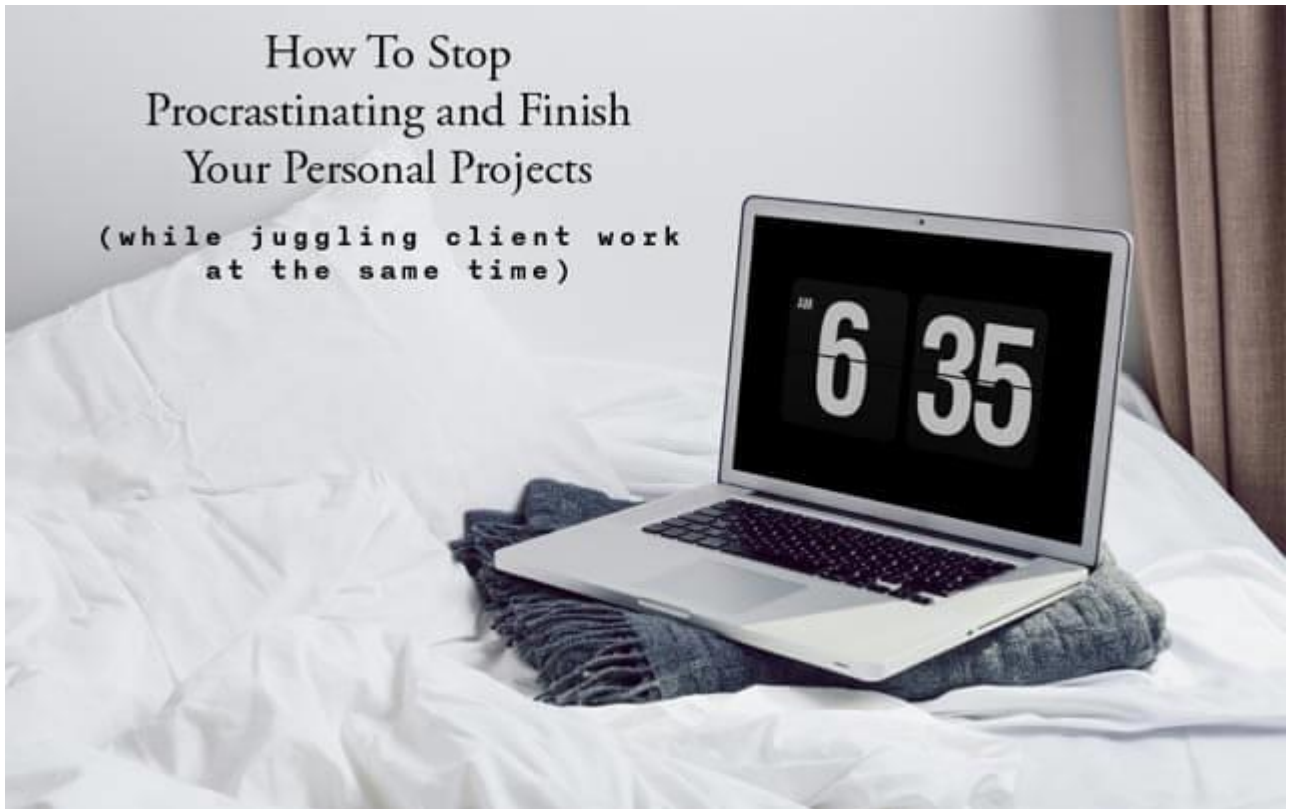 How To Stop
Procrastinating and Finish
Your Personal Projects
(while juggling client work
at the same time)
AM
6 35